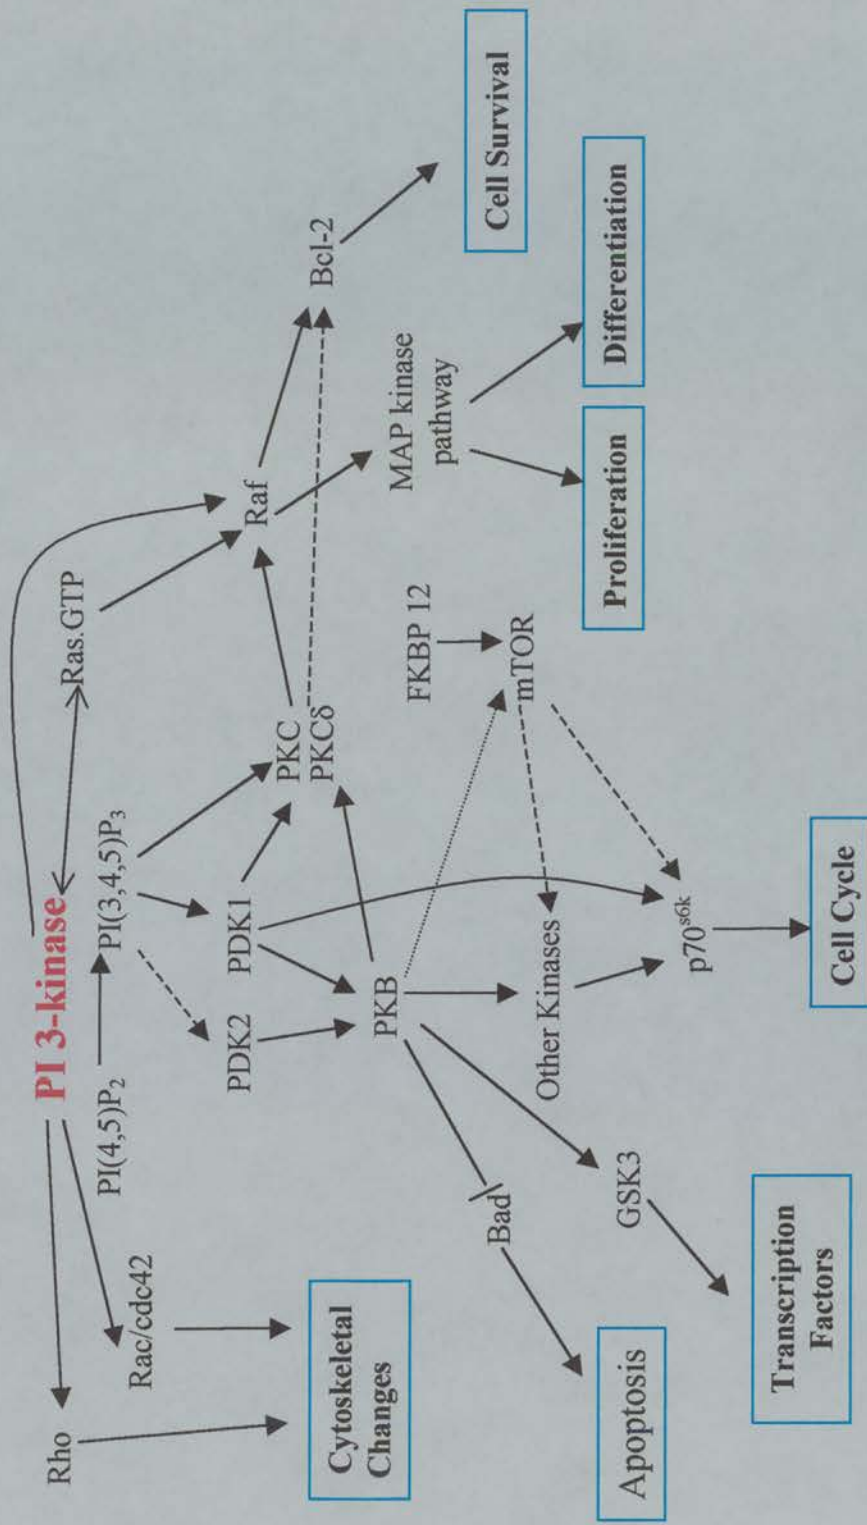 PI 3-kinase
Ras.GTP
PI(4,5)P₂
PI(3,4,5)P₃
Rho
Rac/cdc42
PDK2
PDK1
PKC
PKCδ
Raf
Bcl-2
PKB
FKBP 12
mTOR
MAP kinase
pathway
Cytoskeletal
Changes
Bad
Other Kinases
GSK3
p70ˢ⁶ᵏ
Cell Survival
Proliferation
Differentiation
Apoptosis
Transcription
Factors
Cell Cycle